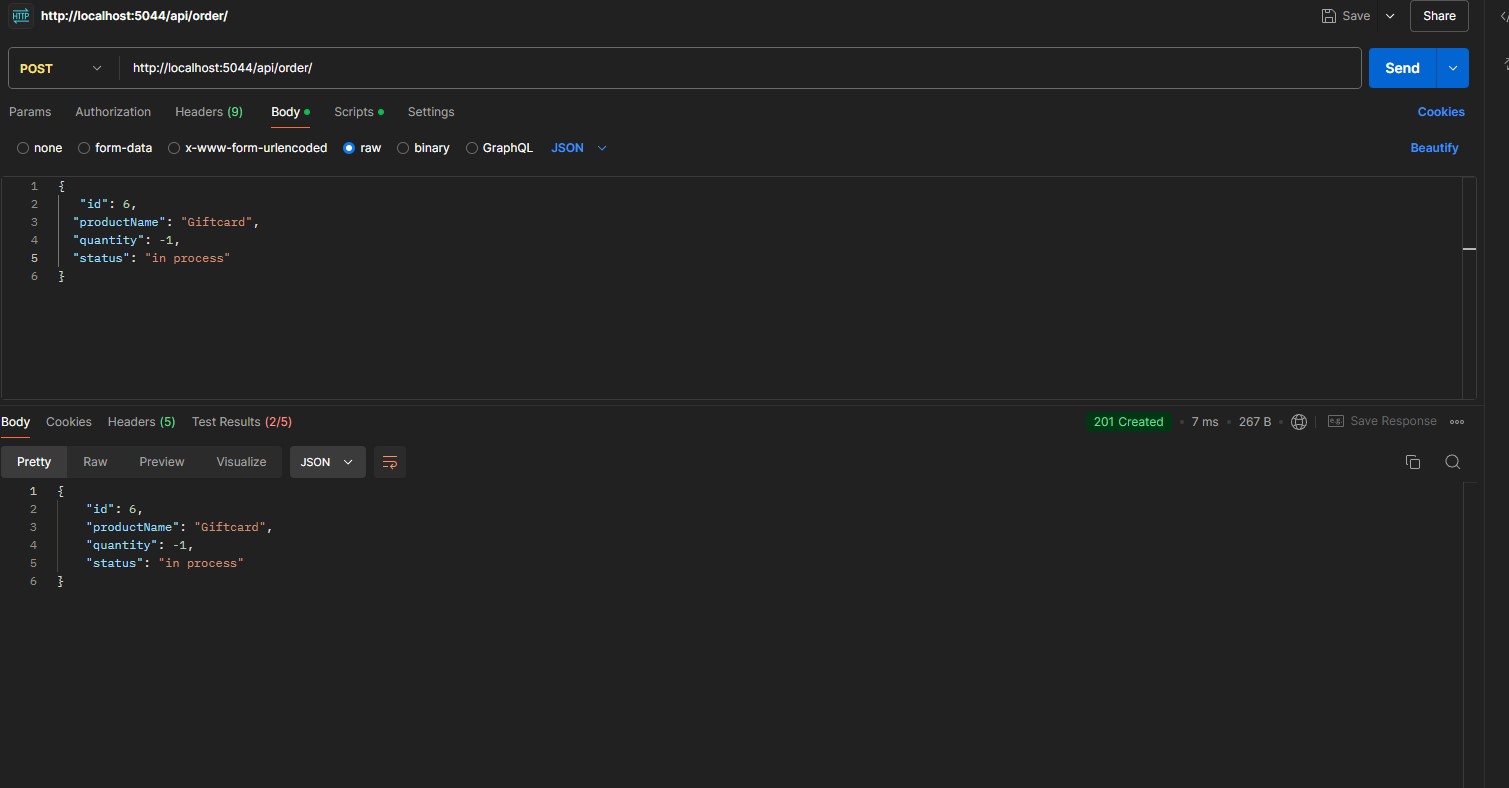 HTTP http://localhost:5044/api/order/ Save Share
POST http://localhost:5044/api/order/ Send
Params Authorization Headers (9) Body Scripts Settings Cookies
none form-data x-www-form-urlencoded raw binary GraphQL JSON Beautify
1 {
2 "id": 6,
3 "productName": "Giftcard",
4 "quantity": -1,
5 "status": "in process"
6 }
Body Cookies Headers (5) Test Results (2/5) 201 Created 7 ms 267 B Save Response
Pretty Raw Preview Visualize JSON
1 {
2 "id": 6,
3 "productName": "Giftcard",
4 "quantity": -1,
5 "status": "in process"
6 }